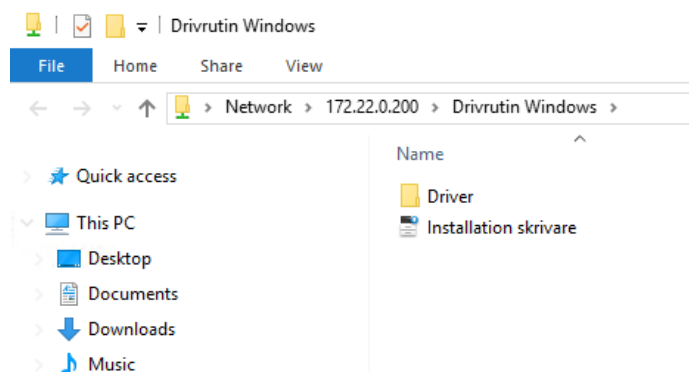 Drivrutin Windows
File Home Share View
Network > 172.22.0.200 > Drivrutin Windows >
Name
Quick access
Driver
This PC
Installation skrivare
Desktop
Documents
Downloads
Music